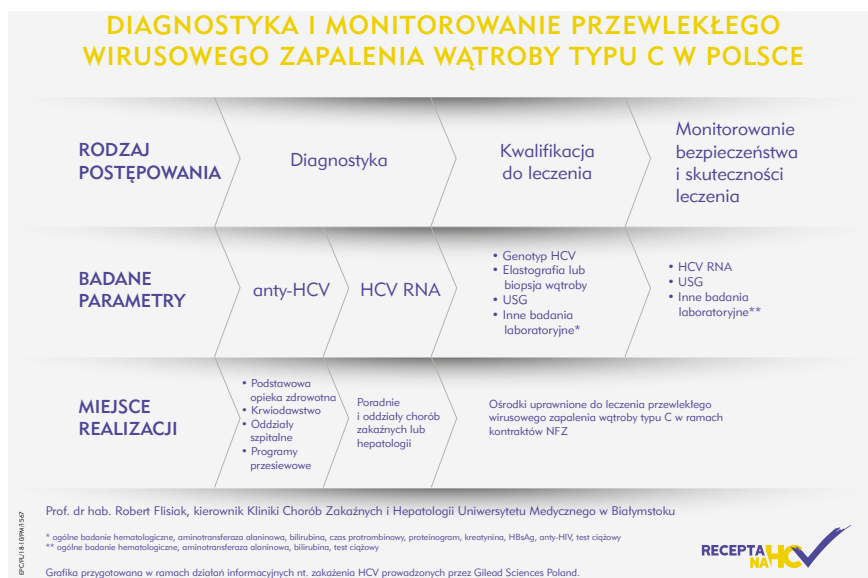 DIAGNOSTYKA I MONITOROWANIE PRZEWLEKŁEGO
WIRUSOWEGO ZAPALENIA WĄTROBY TYPU C W POLSCE
RODZAJ
POSTĘPOWANIA
Diagnostyka
Kwalifikacja
do leczenia
Monitorowanie
bezpieczeństwa
i skuteczności
leczenia
BADANE
PARAMETRY
anty-HCV
HCV RNA
• Genotyp HCV
• Elastografia lub
biopsja wątroby
• USG
• Inne badania
laboratoryjne*
• HCV RNA
• USG
• Inne badania
laboratoryjne**
MIEJSCE
REALIZACJI
• Podstawowa
opieka zdrowotna
• Krwiodawstwo
• Oddziały
szpitalne
• Programy
przesiewowe
Poradnie
i oddziały chorób
zakaźnych lub
hepatologii
Ośrodki uprawnione do leczenia przewlekłego
wirusowego zapalenia wątroby typu C w ramach
kontraktów NFZ
Prof. dr hab. Robert Flisiak, kierownik Kliniki Chorób Zakaźnych i Hepatologii Uniwersytetu Medycznego w Białymstoku
* ogólne badanie hematologiczne, aminotransferaza alaninowa, bilirubina, czas protrombinowy, proteinogram, kreatynina, HBsAg, anty-HIV, test ciążowy
** ogólne badanie hematologiczne, aminotransferaza alaninowa, bilirubina, test ciążowy
Grafika przygotowana w ramach działań informacyjnych nt. zakażenia HCV prowadzonych przez Gilead Sciences Poland.
RECEPTA
NA HCV